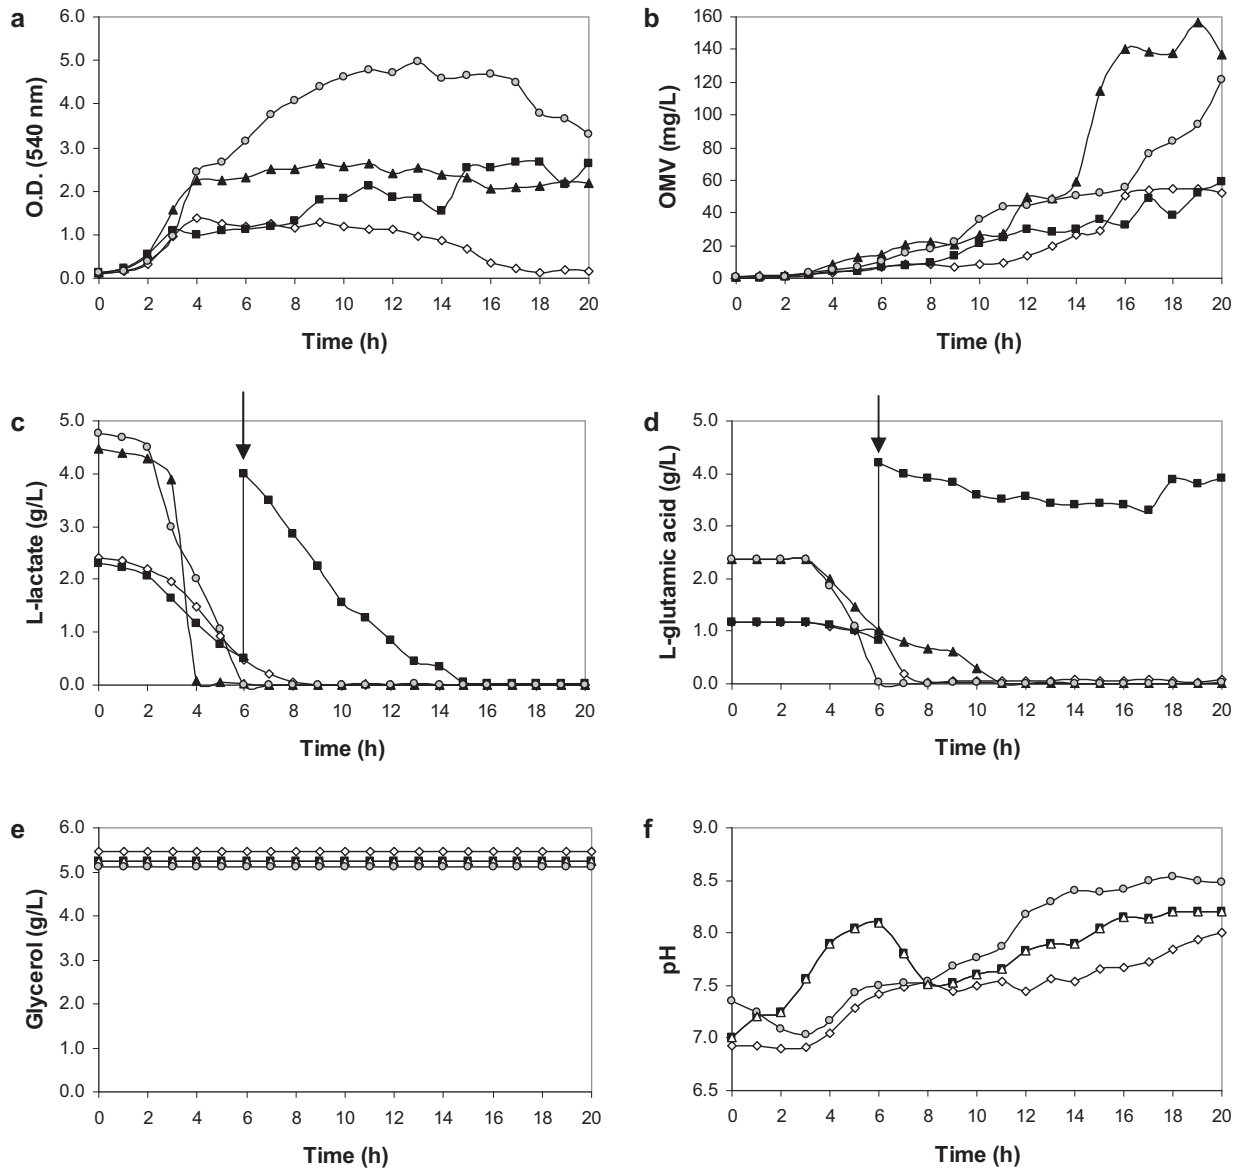 a
O.D. (540 nm)
6.0
5.0
4.0
3.0
2.0
1.0
0.0
0 2 4 6 8 10 12 14 16 18 20
Time (h)
b
OMV (mg/L)
160
140
120
100
80
60
40
20
0
0 2 4 6 8 10 12 14 16 18 20
Time (h)
c
L-lactate (g/L)
5.0
4.0
3.0
2.0
1.0
0.0
0 2 4 6 8 10 12 14 16 18 20
Time (h)
d
L-glutamic acid (g/L)
5.0
4.0
3.0
2.0
1.0
0.0
0 2 4 6 8 10 12 14 16 18 20
Time (h)
e
Glycerol (g/L)
6.0
5.0
4.0
3.0
2.0
1.0
0.0
0 2 4 6 8 10 12 14 16 18 20
Time (h)
f
pH
9.0
8.5
8.0
7.5
7.0
6.5
0 2 4 6 8 10 12 14 16 18 20
Time (h)